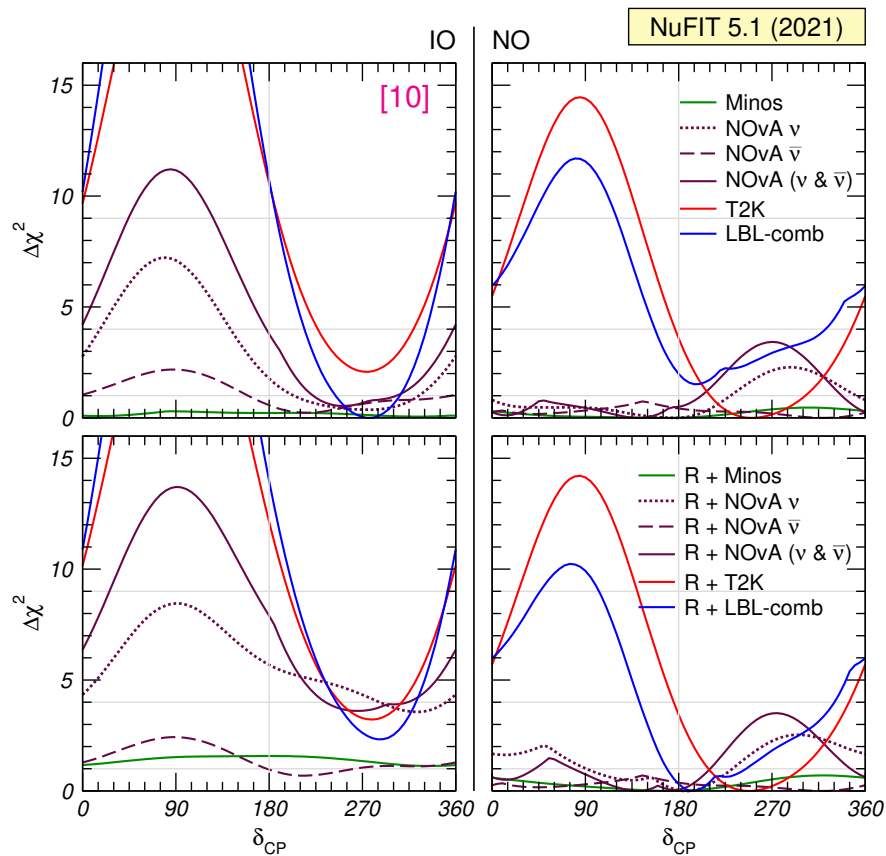 IO NO NuFIT 5.1 (2021)
15
[10]
Minos
NOvA ν
NOvA ν̅
NOvA (ν & ν̅)
T2K
LBL-comb
10
Δχ²
5
0
15
R + Minos
R + NOvA ν
R + NOvA ν̅
R + NOvA (ν & ν̅)
R + T2K
R + LBL-comb
10
Δχ²
5
0
0 90 180 270 360 0 90 180 270 360
δCP δCP